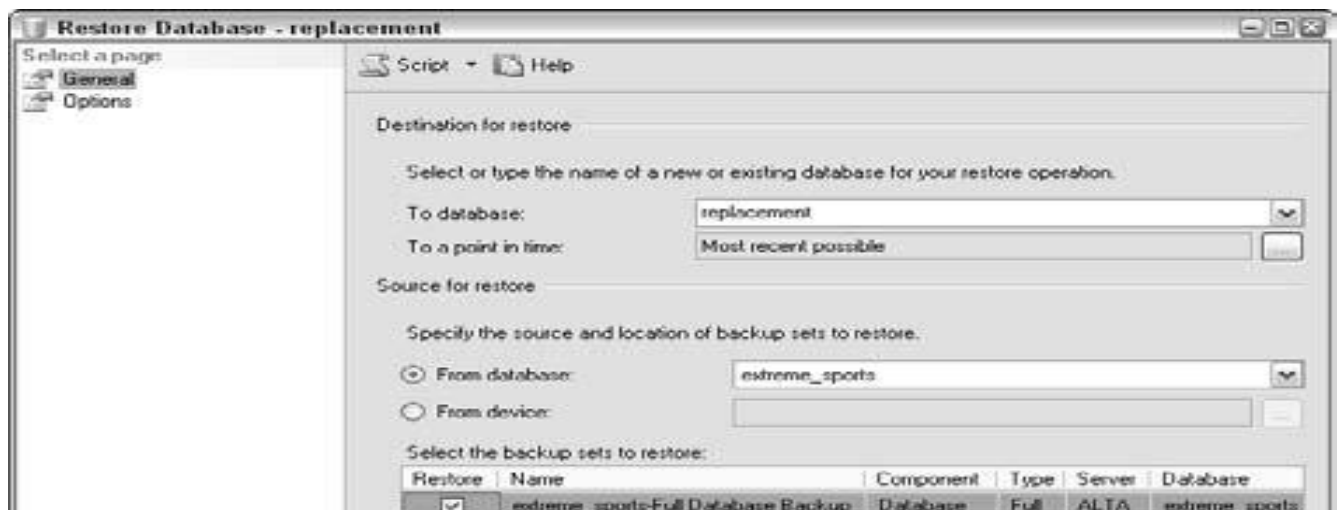 Restore Database - replacement
Select a page
General
Options
Script
Help
Destination for restore
Select or type the name of a new or existing database for your restore operation.
To database:
replacement
To a point in time:
Most recent possible
Source for restore
Specify the source and location of backup sets to restore.
From database:
extreme_sports
From device:
Select the backup sets to restore:
Restore Name Component Type Server Database
extreme_sports-Full Database Backup Database Full ALTA extreme_sports